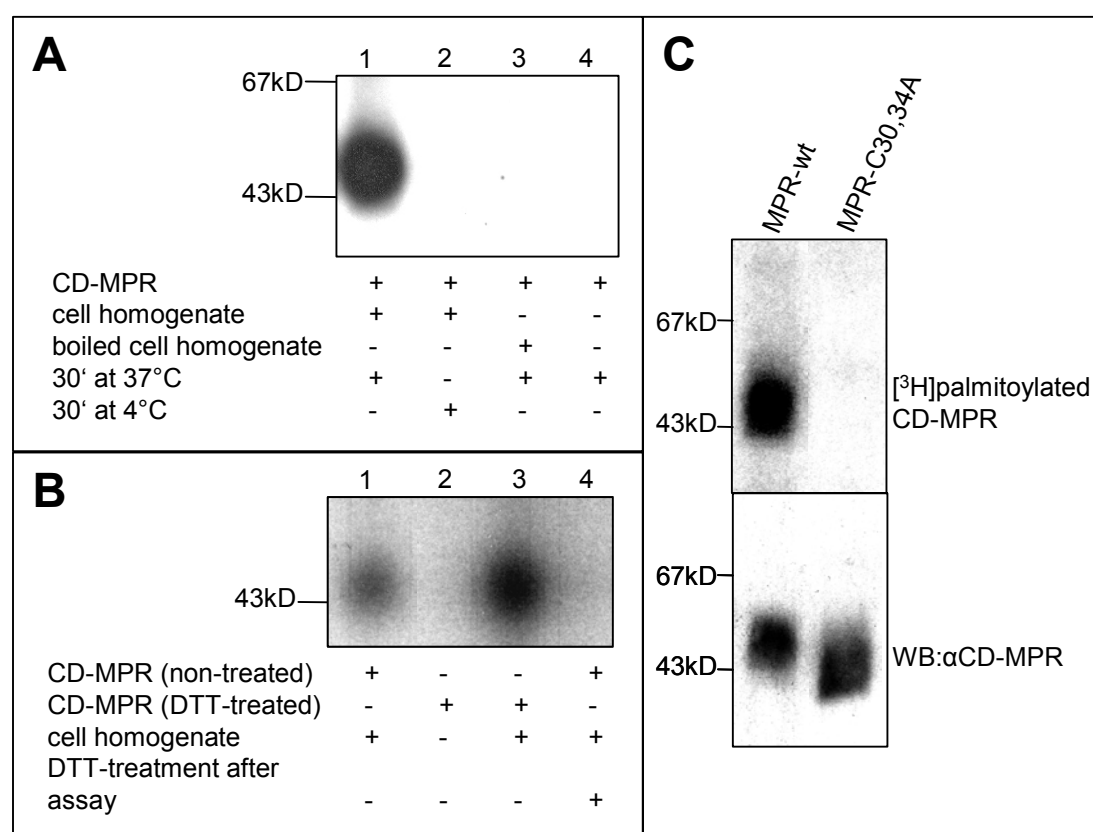 A
1 2 3 4
67kD
43kD
CD-MPR + + + +
cell homogenate + + - -
boiled cell homogenate - - + -
30‘ at 37°C + - + +
30‘ at 4°C - + - -
B
1 2 3 4
43kD
CD-MPR (non-treated) + - - +
CD-MPR (DTT-treated) - + + -
cell homogenate + - + +
DTT-treatment after
assay - - - +
C
MPR-wt MPR-C30,34A
67kD
43kD
[³H]palmitoylated
CD-MPR
67kD
43kD
WB:αCD-MPR